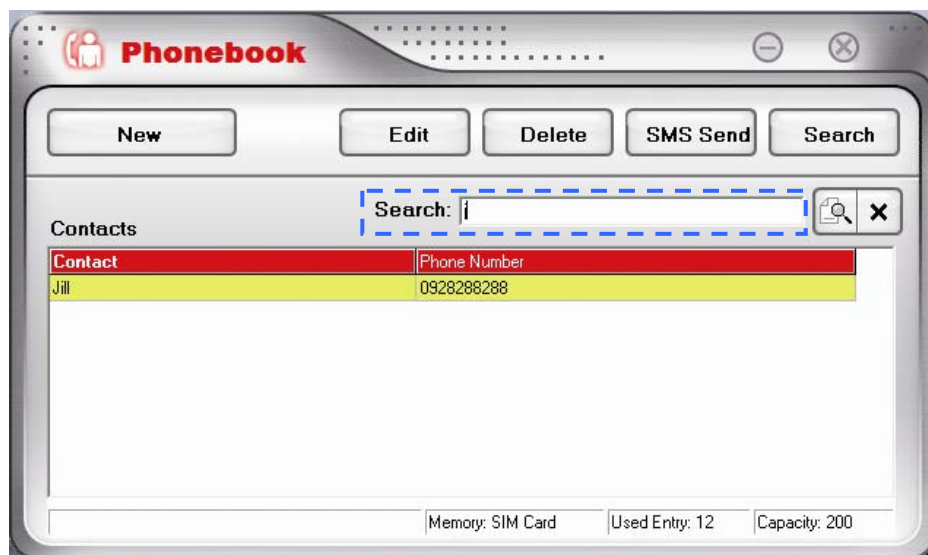 Phonebook
New Edit Delete SMS Send Search
Search: j
Contacts
Contact Phone Number
Jill 0928288288
Memory: SIM Card Used Entry: 12 Capacity: 200